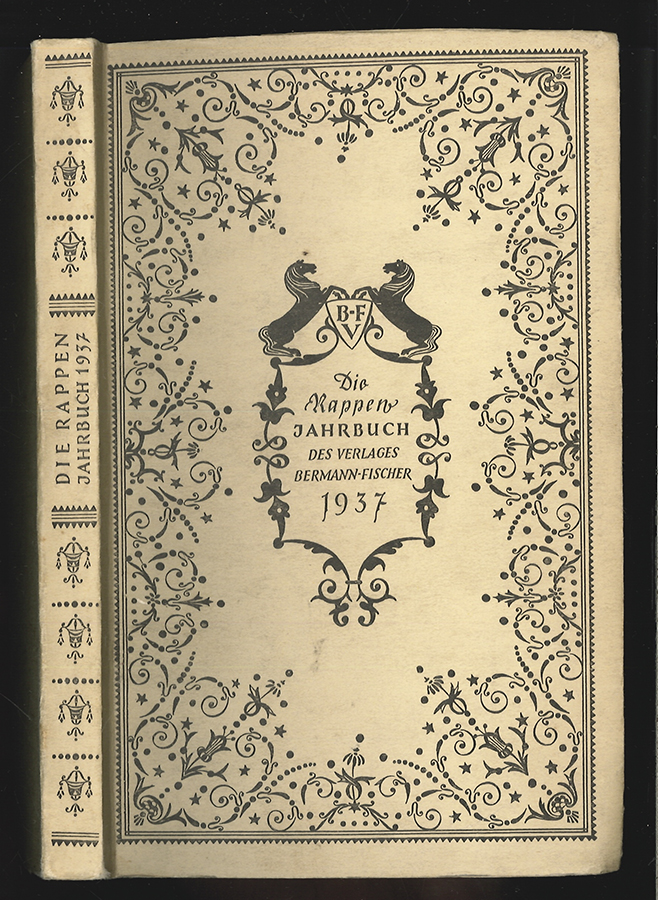 DIE RAPPEN
JAHRBUCH 1937
B-F
V
Die
Rappen
JAHRBUCH
DES VERLAGES
BERMANN-FISCHER
1937